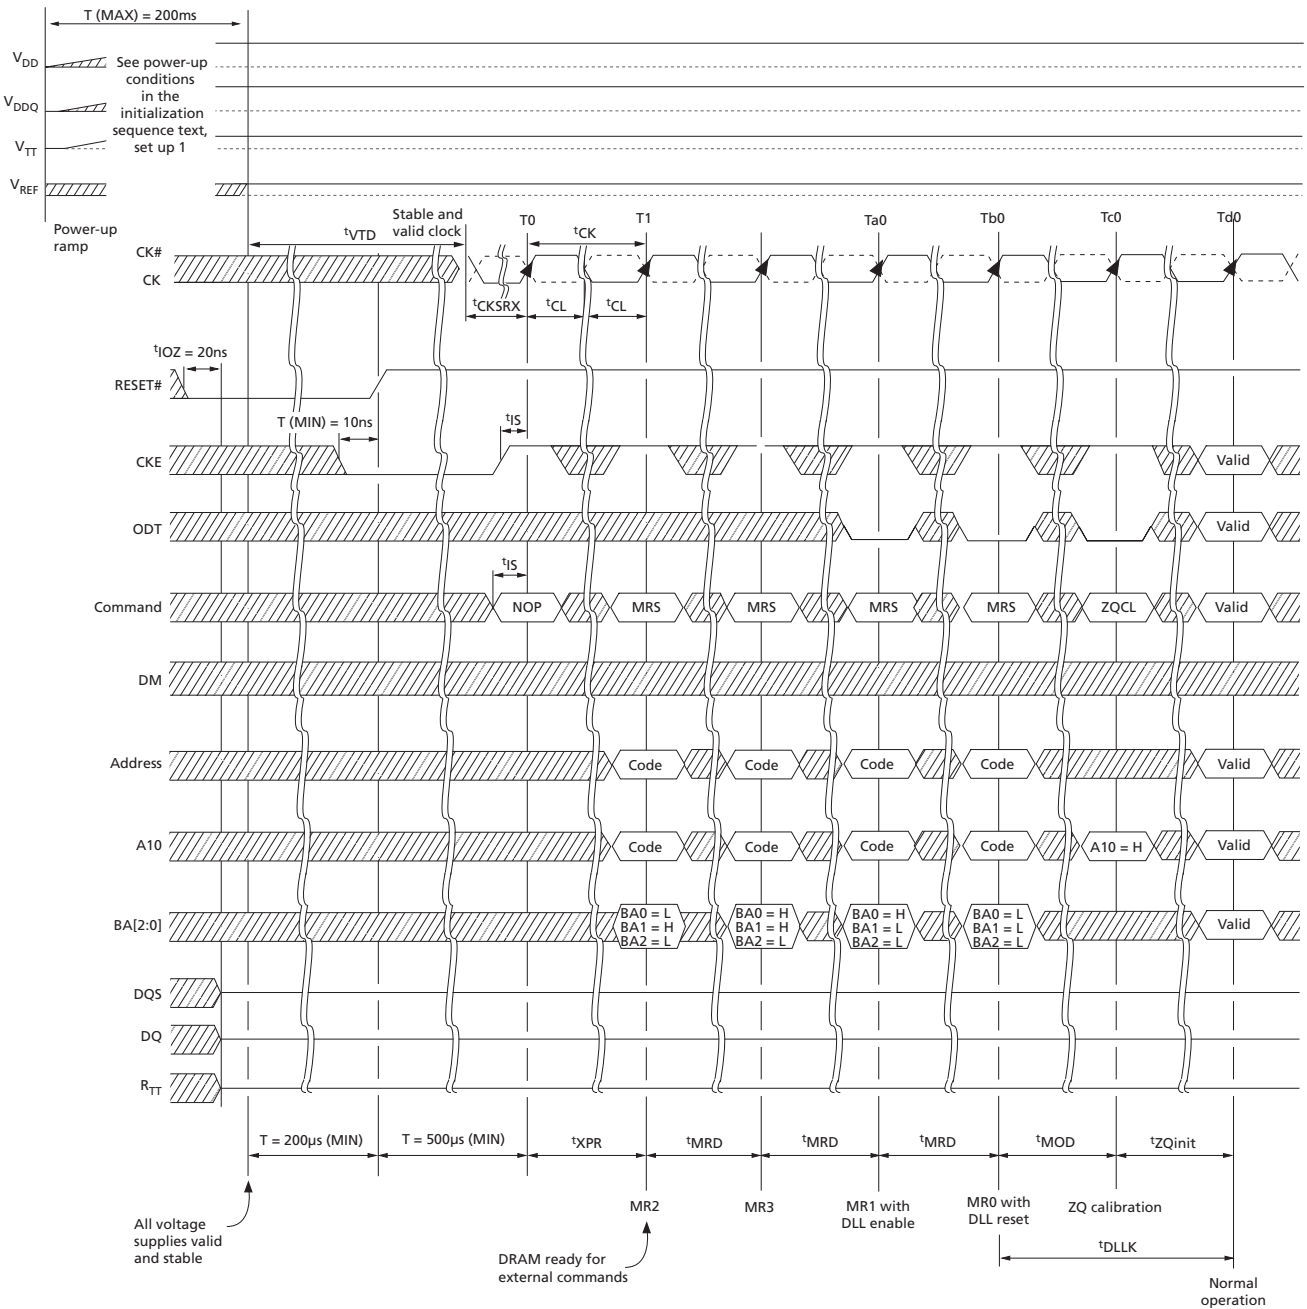 T (MAX) = 200ms
VDD
VDDQ
VTT
VREF
See power-up
conditions
in the
initialization
sequence text,
set up 1
Power-up
ramp
Stable and
valid clock
T0
T1
Ta0
Tb0
Tc0
Td0
tVTD
tCK
CK#
CK
tCKSRX
tCL
tCL
tIOZ = 20ns
RESET#
T (MIN) = 10ns
tIS
CKE
Valid
ODT
Valid
tIS
Command
NOP
MRS
MRS
MRS
MRS
ZQCL
Valid
DM
Address
Code
Code
Code
Code
Valid
A10
Code
Code
Code
Code
A10 = H
Valid
BA[2:0]
BA0 = L
BA1 = H
BA2 = L
BA0 = H
BA1 = H
BA2 = L
BA0 = H
BA1 = L
BA2 = L
BA0 = L
BA1 = L
BA2 = L
Valid
DQS
DQ
RTT
T = 200µs (MIN)
T = 500µs (MIN)
tXPR
tMRD
tMRD
tMRD
tMOD
tZQinit
All voltage
supplies valid
and stable
MR2
MR3
MR1 with
DLL enable
MR0 with
DLL reset
ZQ calibration
DRAM ready for
external commands
tDLLK
Normal
operation